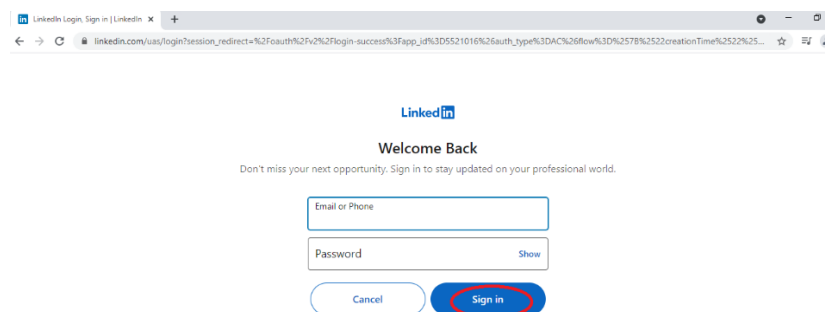 LinkedIn Login, Sign in | LinkedIn
linkedin.com/uas/login?session_redirect=%2Foauth%2Fv2%2Flogin-success%3Fapp_id%3D5521016%26auth_type%3DAC%26flow%3D%257B%2522creationTime%2522%25...
Linked in
Welcome Back
Don't miss your next opportunity. Sign in to stay updated on your professional world.
Email or Phone
Password Show
Cancel Sign in